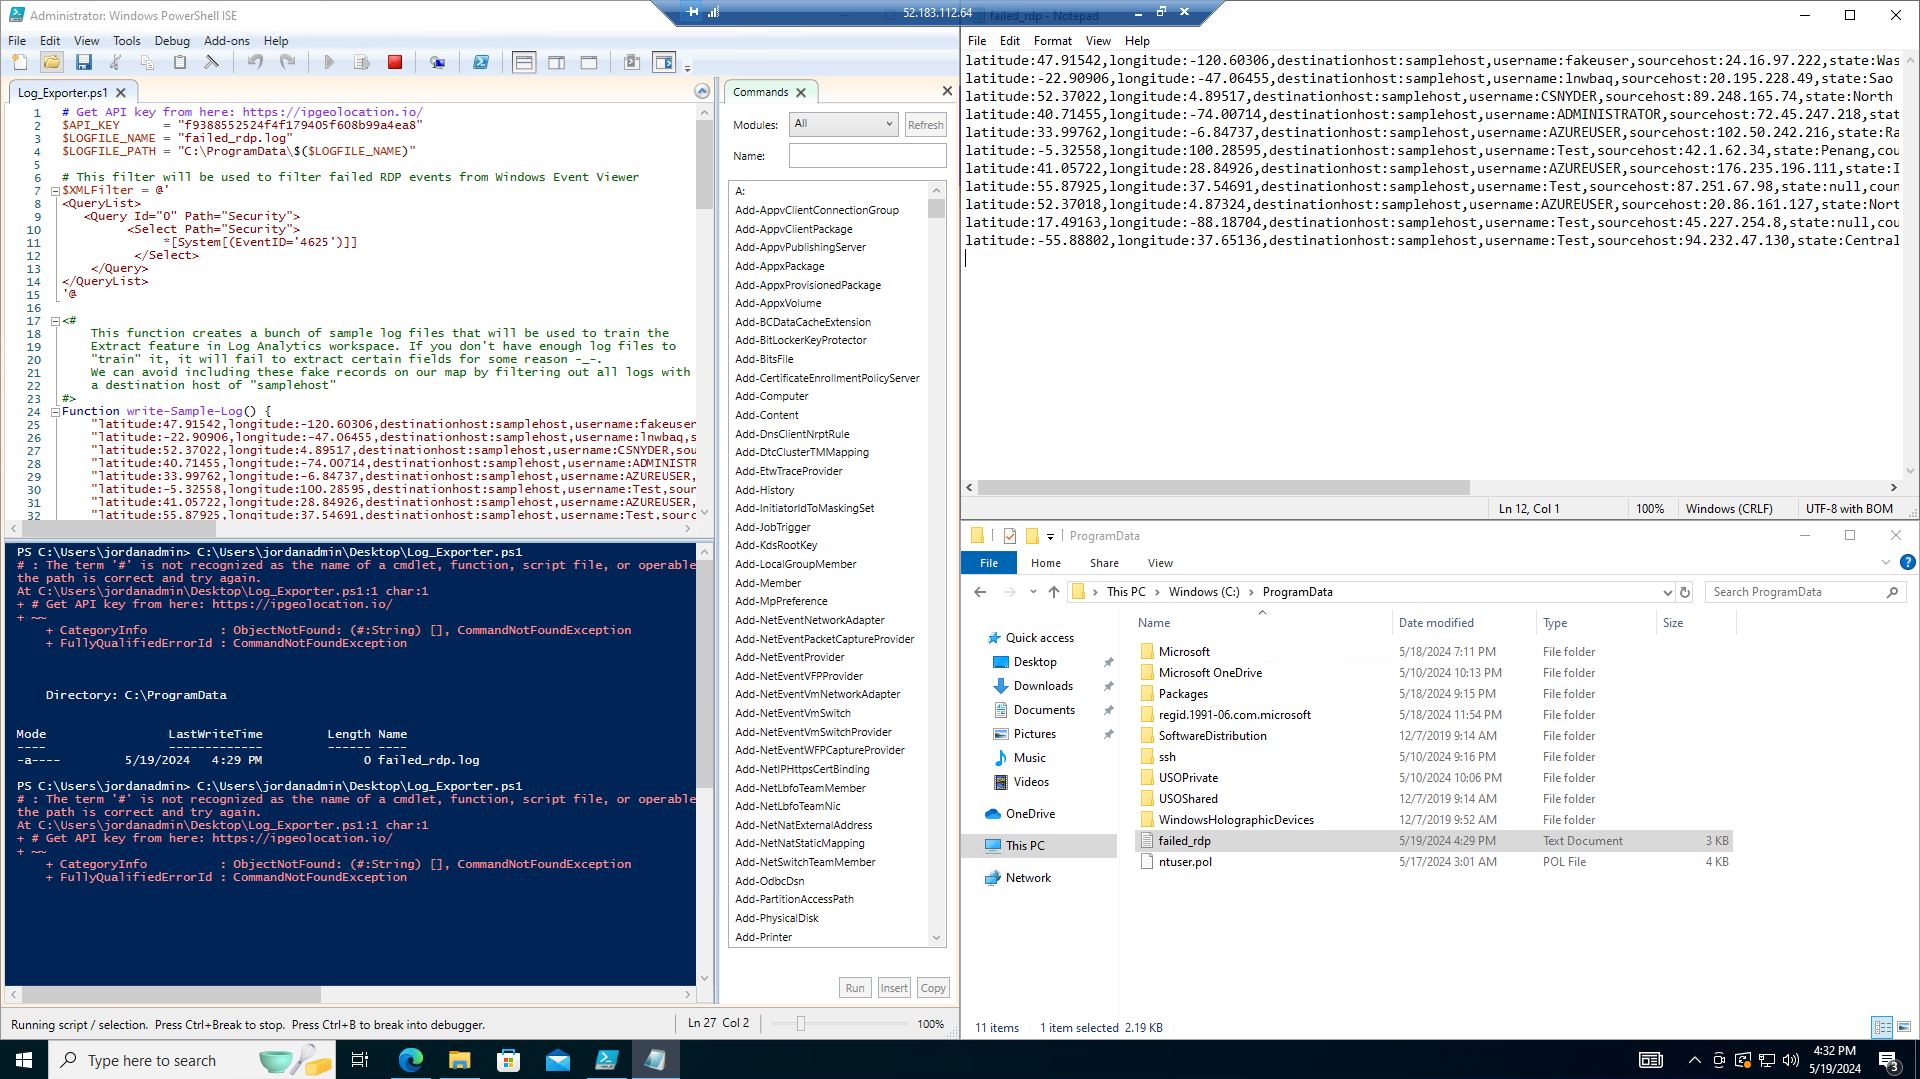 Administrator: Windows PowerShell ISE
52.183.112.64
failed_rdp - Notepad
File Edit View Tools Debug Add-ons Help
Log_Exporter.ps1
1 # Get API key from here: https://ipgeolocation.io/
2 $API_KEY = "f9388552524f4f179405f608b99a4ea8"
3 $LOGFILE_NAME = "failed_rdp.log"
4 $LOGFILE_PATH = "C:\ProgramData\$($LOGFILE_NAME)"
5
6 # This filter will be used to filter failed RDP events from Windows Event Viewer
7 $XMLFilter = @'
8 <QueryList>
9 <Query Id="0" Path="Security">
10 <Select Path="Security">
11 *[System[(EventID='4625')]]
12 </Select>
13 </Query>
14 </QueryList>
15 '@
16
17 <#
18 This function creates a bunch of sample log files that will be used to train the
19 Extract feature in Log Analytics workspace. If you don't have enough log files to
20 "train" it, it will fail to extract certain fields for some reason -_-.
21 We can avoid including these fake records on our map by filtering out all logs with
22 a destination host of "samplehost"
23 #>
24 Function write-Sample-Log() {
25 "latitude:47.91542,longitude:-120.60306,destinationhost:samplehost,username:fakeuser
26 "latitude:-22.90906,longitude:-47.06455,destinationhost:samplehost,username:lnwbaq,s
27 "latitude:52.37022,longitude:4.89517,destinationhost:samplehost,username:CSNYDER,sou
28 "latitude:40.71455,longitude:-74.00714,destinationhost:samplehost,username:ADMINISTR
29 "latitude:33.99762,longitude:-6.84737,destinationhost:samplehost,username:AZUREUSER,
30 "latitude:-5.32558,longitude:100.28595,destinationhost:samplehost,username:Test,sour
31 "latitude:41.05722,longitude:28.84926,destinationhost:samplehost,username:AZUREUSER,
32 "latitude:55.87925,longitude:37.54691,destinationhost:samplehost,username:Test,sourc
PS C:\Users\jordanadmin> C:\Users\jordanadmin\Desktop\Log_Exporter.ps1
# : The term '#' is not recognized as the name of a cmdlet, function, script file, or operable
the path is correct and try again.
At C:\Users\jordanadmin\Desktop\Log_Exporter.ps1:1 char:1
+ # Get API key from here: https://ipgeolocation.io/
+ ~~
+ CategoryInfo : ObjectNotFound: (#:String) [], CommandNotFoundException
+ FullyQualifiedErrorId : CommandNotFoundException
Directory: C:\ProgramData
Mode LastWriteTime Length Name
---- ------------- ------ ----
-a---- 5/19/2024 4:29 PM 0 failed_rdp.log
PS C:\Users\jordanadmin> C:\Users\jordanadmin\Desktop\Log_Exporter.ps1
# : The term '#' is not recognized as the name of a cmdlet, function, script file, or operable
the path is correct and try again.
At C:\Users\jordanadmin\Desktop\Log_Exporter.ps1:1 char:1
+ # Get API key from here: https://ipgeolocation.io/
+ ~~
+ CategoryInfo : ObjectNotFound: (#:String) [], CommandNotFoundException
+ FullyQualifiedErrorId : CommandNotFoundException
Running script / selection. Press Ctrl+Break to stop. Press Ctrl+B to break into debugger.
Ln 27 Col 2
100%
Commands
Modules: All Refresh
Name:
A:
Add-AppvClientConnectionGroup
Add-AppvClientPackage
Add-AppvPublishingServer
Add-AppxPackage
Add-AppxProvisionedPackage
Add-AppxVolume
Add-BCDataCacheExtension
Add-BitLockerKeyProtector
Add-BitsFile
Add-CertificateEnrollmentPolicyServer
Add-Computer
Add-Content
Add-DnsClientNrptRule
Add-DtcClusterTMMapping
Add-EtwTraceProvider
Add-History
Add-InitiatorIdToMaskingSet
Add-JobTrigger
Add-KdsRootKey
Add-LocalGroupMember
Add-Member
Add-MpPreference
Add-NetEventNetworkAdapter
Add-NetEventPacketCaptureProvider
Add-NetEventProvider
Add-NetEventVFPProvider
Add-NetEventVmNetworkAdapter
Add-NetEventVmSwitch
Add-NetEventVmSwitchProvider
Add-NetEventWFPCaptureProvider
Add-NetIPHttpsCertBinding
Add-NetLbfoTeamMember
Add-NetLbfoTeamNic
Add-NetNatExternalAddress
Add-NetNatStaticMapping
Add-NetSwitchTeamMember
Add-OdbcDsn
Add-PartitionAccessPath
Add-PhysicalDisk
Add-Printer
Run Insert Copy
File Edit Format View Help
latitude:47.91542,longitude:-120.60306,destinationhost:samplehost,username:fakeuser,sourcehost:24.16.97.222,state:Was
latitude:-22.90906,longitude:-47.06455,destinationhost:samplehost,username:lnwbaq,sourcehost:20.195.228.49,state:Sao
latitude:52.37022,longitude:4.89517,destinationhost:samplehost,username:CSNYDER,sourcehost:89.248.165.74,state:North
latitude:40.71455,longitude:-74.00714,destinationhost:samplehost,username:ADMINISTRATOR,sourcehost:72.45.247.218,stat
latitude:33.99762,longitude:-6.84737,destinationhost:samplehost,username:AZUREUSER,sourcehost:102.50.242.216,state:Ra
latitude:-5.32558,longitude:100.28595,destinationhost:samplehost,username:Test,sourcehost:42.1.62.34,state:Penang,cou
latitude:41.05722,longitude:28.84926,destinationhost:samplehost,username:AZUREUSER,sourcehost:176.235.196.111,state:I
latitude:55.87925,longitude:37.54691,destinationhost:samplehost,username:Test,sourcehost:87.251.67.98,state:null,coun
latitude:52.37018,longitude:4.87324,destinationhost:samplehost,username:AZUREUSER,sourcehost:20.86.161.127,state:Nort
latitude:17.49163,longitude:-88.18704,destinationhost:samplehost,username:Test,sourcehost:45.227.254.8,state:null,cou
latitude:-55.88802,longitude:37.65136,destinationhost:samplehost,username:Test,sourcehost:94.232.47.130,state:Central
Ln 12, Col 1 100% Windows (CRLF) UTF-8 with BOM
ProgramData
File Home Share View
This PC > Windows (C:) > ProgramData
Search ProgramData
Quick access
Desktop
Downloads
Documents
Pictures
Music
Videos
OneDrive
This PC
Network
Name Date modified Type Size
Microsoft 5/18/2024 7:11 PM File folder
Microsoft OneDrive 5/10/2024 10:13 PM File folder
Packages 5/18/2024 9:15 PM File folder
regid.1991-06.com.microsoft 5/18/2024 11:54 PM File folder
SoftwareDistribution 12/7/2019 9:14 AM File folder
ssh 5/10/2024 9:16 PM File folder
USOPrivate 5/10/2024 10:06 PM File folder
USOShared 12/7/2019 9:14 AM File folder
WindowsHolographicDevices 12/7/2019 9:52 AM File folder
failed_rdp 5/19/2024 4:29 PM Text Document 3 KB
ntuser.pol 5/17/2024 3:01 AM POL File 4 KB
11 items 1 item selected 2.19 KB
Type here to search
4:32 PM
5/19/2024
3